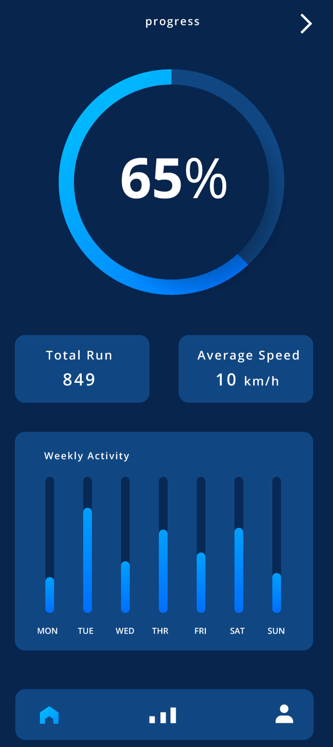 progress
65%
Total Run
849
Average Speed
10 km/h
Weekly Activity
MON TUE WED THR FRI SAT SUN